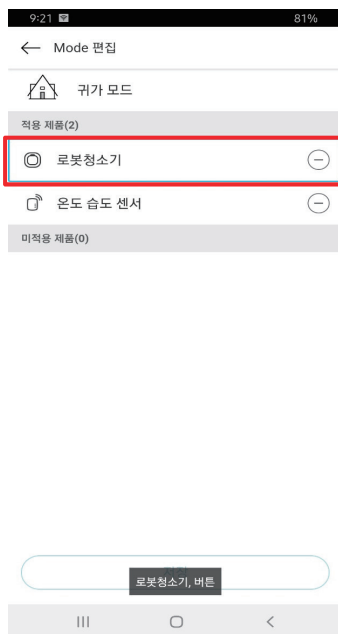 9:21 81%
Mode 편집
귀가 모드
적용 제품(2)
로봇청소기
온도 습도 센서
미적용 제품(0)
로봇청소기, 버튼